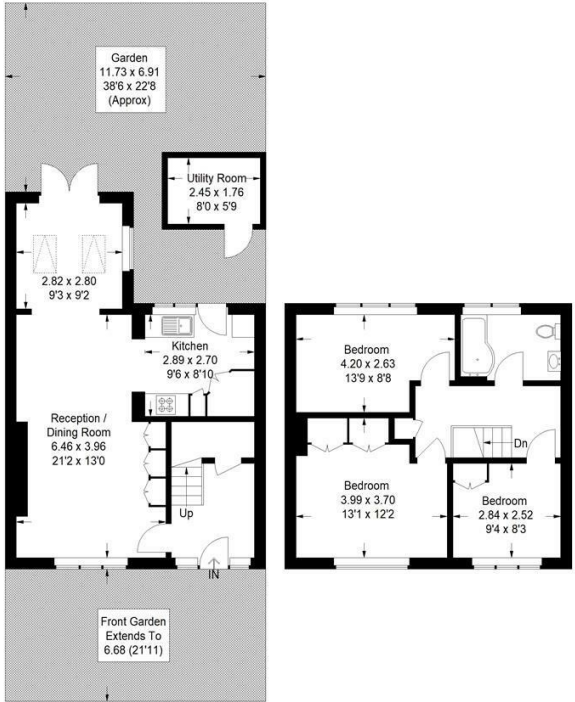 Garden
11.73 x 6.91
38'6 x 22'8
(Approx)
Utility Room
2.45 x 1.76
8'0 x 5'9
2.82 x 2.80
9'3 x 9'2
Kitchen
2.89 x 2.70
9'6 x 8'10
Reception /
Dining Room
6.46 x 3.96
21'2 x 13'0
Up
IN
Front Garden
Extends To
6.68 (21'11)
Bedroom
4.20 x 2.63
13'9 x 8'8
Dn
Bedroom
3.99 x 3.70
13'1 x 12'2
Bedroom
2.84 x 2.52
9'4 x 8'3